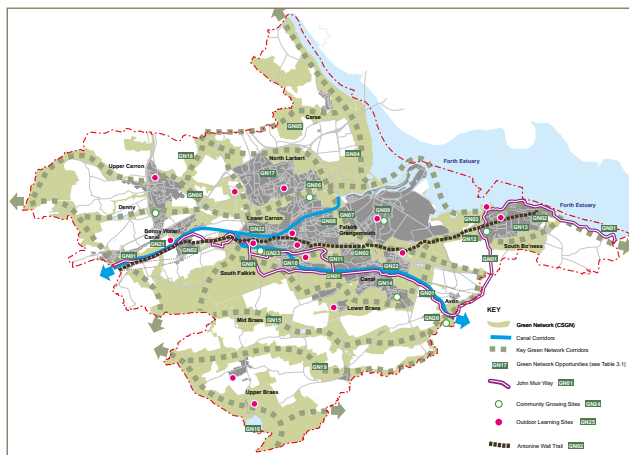 Carse
GN05
North Larbert
GN04
GN18
Upper Carron
GN17
Forth Estuary
GN06
GN06
Denny
Lower Carron
GN07
GN00
Forth Estuary
GN08
Falkirk
Grangemouth
GN03
GN02
GN22
Bonny Water/
Canal
GN13
GN01
GN21
GN12
GN02
GN23
GN02
South Bo'ness
GN01
GN10
GN11
GN22
GN01
GN01
South Falkirk
GN01
Canal
GN14
GN01
Avon
Lower Braes
Mid Braes
GN15
GN20
GN19
Upper Braes
GN16
KEY
Green Network (CSGN)
Canal Corridors
Key Green Network Corridors
GN17 Green Network Opportunities (see Table 3.1)
John Muir Way GN01
Community Growing Sites GN24
Outdoor Learning Sites GN25
Antonine Wall Trail GN02